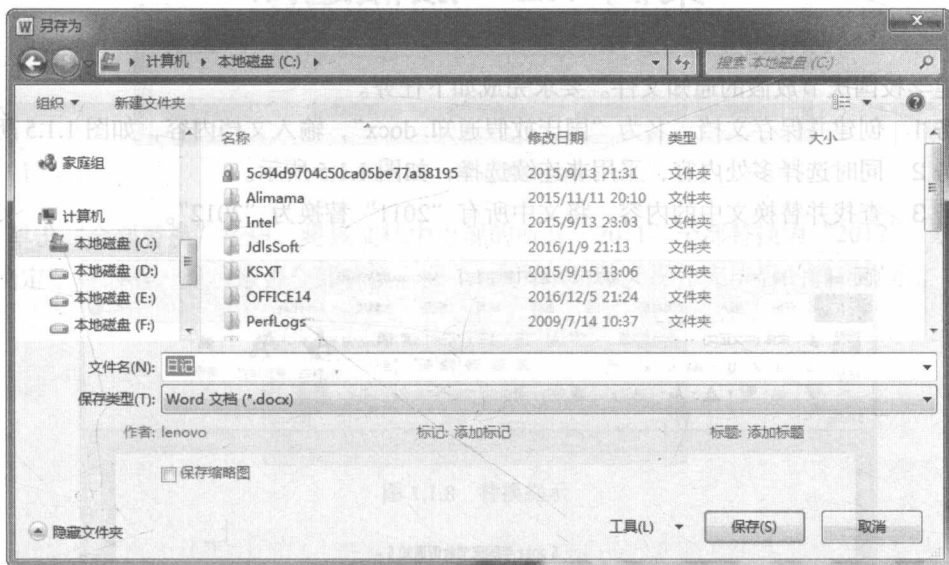 另存为
计算机 ▸ 本地磁盘 (C:) ▸
搜索 本地磁盘 (C:)
组织 新建文件夹
名称 修改日期 类型 大小
家庭组
计算机
本地磁盘 (C:)
本地磁盘 (D:)
本地磁盘 (E:)
本地磁盘 (F:)
5c94d9704c50ca05be77a58195 2015/9/13 21:31 文件夹
Alimama 2015/11/11 20:10 文件夹
Intel 2015/9/13 23:03 文件夹
JdlsSoft 2016/1/9 21:13 文件夹
KSXT 2015/9/15 13:06 文件夹
OFFICE14 2016/12/5 21:24 文件夹
PerfLogs 2009/7/14 10:37 文件夹
文件名(N): 日记
保存类型(T): Word 文档 (*.docx)
作者: lenovo 标记: 添加标记 标题: 添加标题
保存缩略图
隐藏文件夹 工具(L) 保存(S) 取消